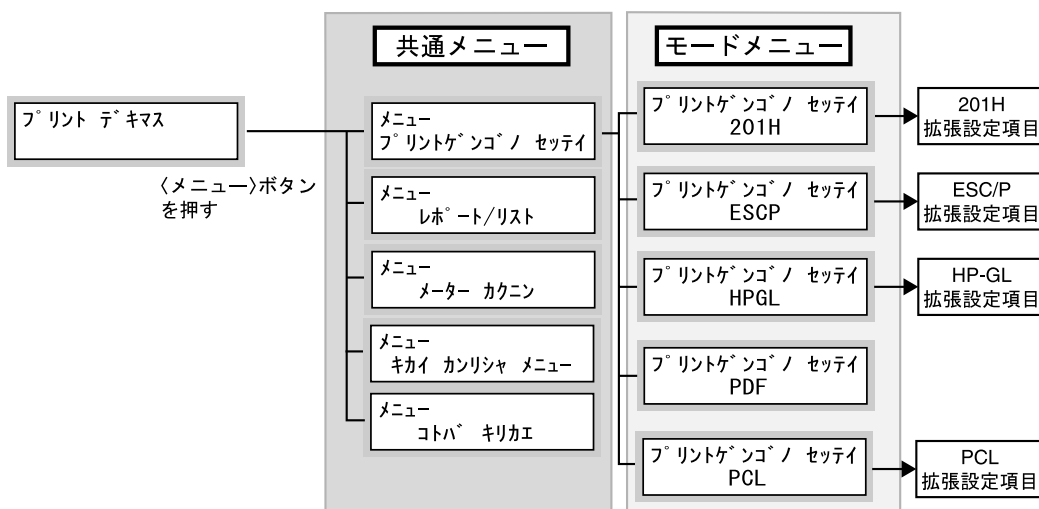 共通メニュー
モードメニュー
ﾌﾟﾘﾝﾄ ﾃﾞｷﾏｽ
〈メニュー〉ボタン
を押す
ﾒﾆｭｰ
ﾌﾟﾘﾝﾄｹﾞﾝｺﾞﾉ ｾｯﾃｲ
ﾒﾆｭｰ
ﾚﾎﾟｰﾄ/ﾘｽﾄ
ﾒﾆｭｰ
ﾒｰﾀｰ ｶｸﾆﾝ
ﾒﾆｭｰ
ｷｶｲ ｶﾝﾘｼｬ ﾒﾆｭｰ
ﾒﾆｭｰ
ｺﾄﾊﾞ ｷﾘｶｴ
ﾌﾟﾘﾝﾄｹﾞﾝｺﾞﾉ ｾｯﾃｲ
201H
ﾌﾟﾘﾝﾄｹﾞﾝｺﾞﾉ ｾｯﾃｲ
ESCP
ﾌﾟﾘﾝﾄｹﾞﾝｺﾞﾉ ｾｯﾃｲ
HPGL
ﾌﾟﾘﾝﾄｹﾞﾝｺﾞﾉ ｾｯﾃｲ
PDF
ﾌﾟﾘﾝﾄｹﾞﾝｺﾞﾉ ｾｯﾃｲ
PCL
201H
拡張設定項目
ESC/P
拡張設定項目
HP-GL
拡張設定項目
PCL
拡張設定項目